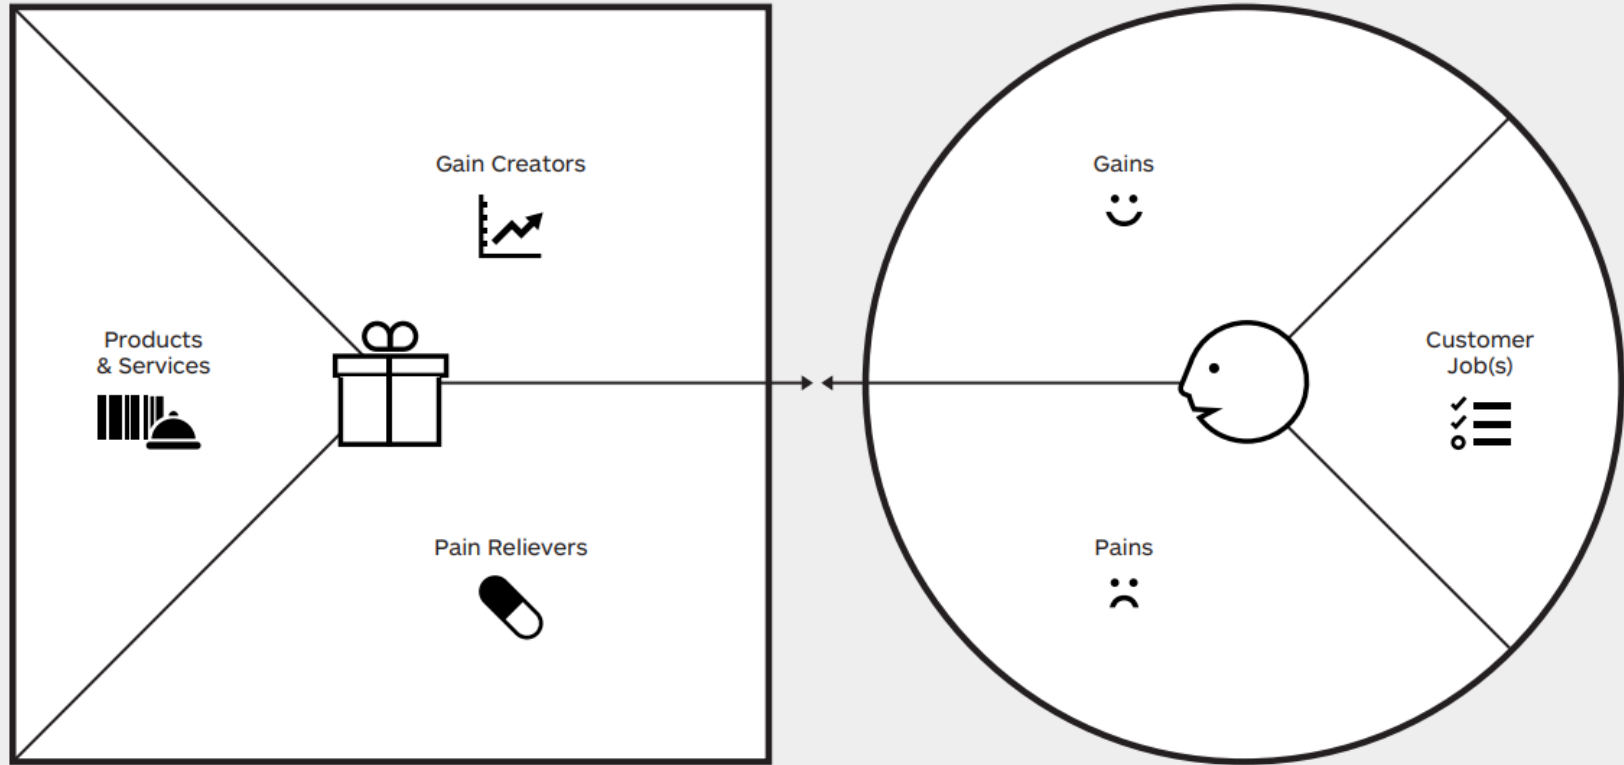 Gain Creators
Products
& Services
Pain Relievers
Gains
Customer
Job(s)
Pains